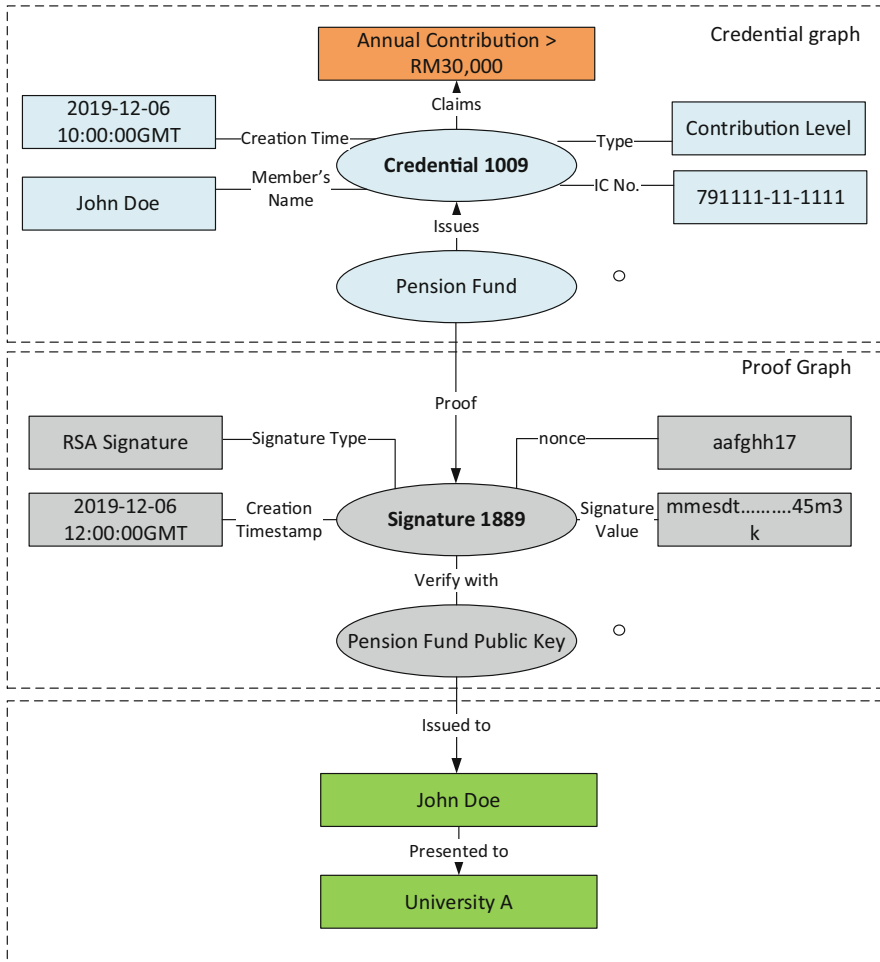 Credential graph
Annual Contribution >
RM30,000
Claims
2019-12-06
10:00:00GMT
Creation Time
Type
Contribution Level
Credential 1009
John Doe
Member's
Name
IC No.
791111-11-1111
Issues
Pension Fund
Proof Graph
Proof
RSA Signature
Signature Type
nonce
aafghh17
2019-12-06
12:00:00GMT
Creation
Timestamp
Signature 1889
Signature
Value
mmesdt..........45m3
k
Verify with
Pension Fund Public Key
Issued to
John Doe
Presented to
University A